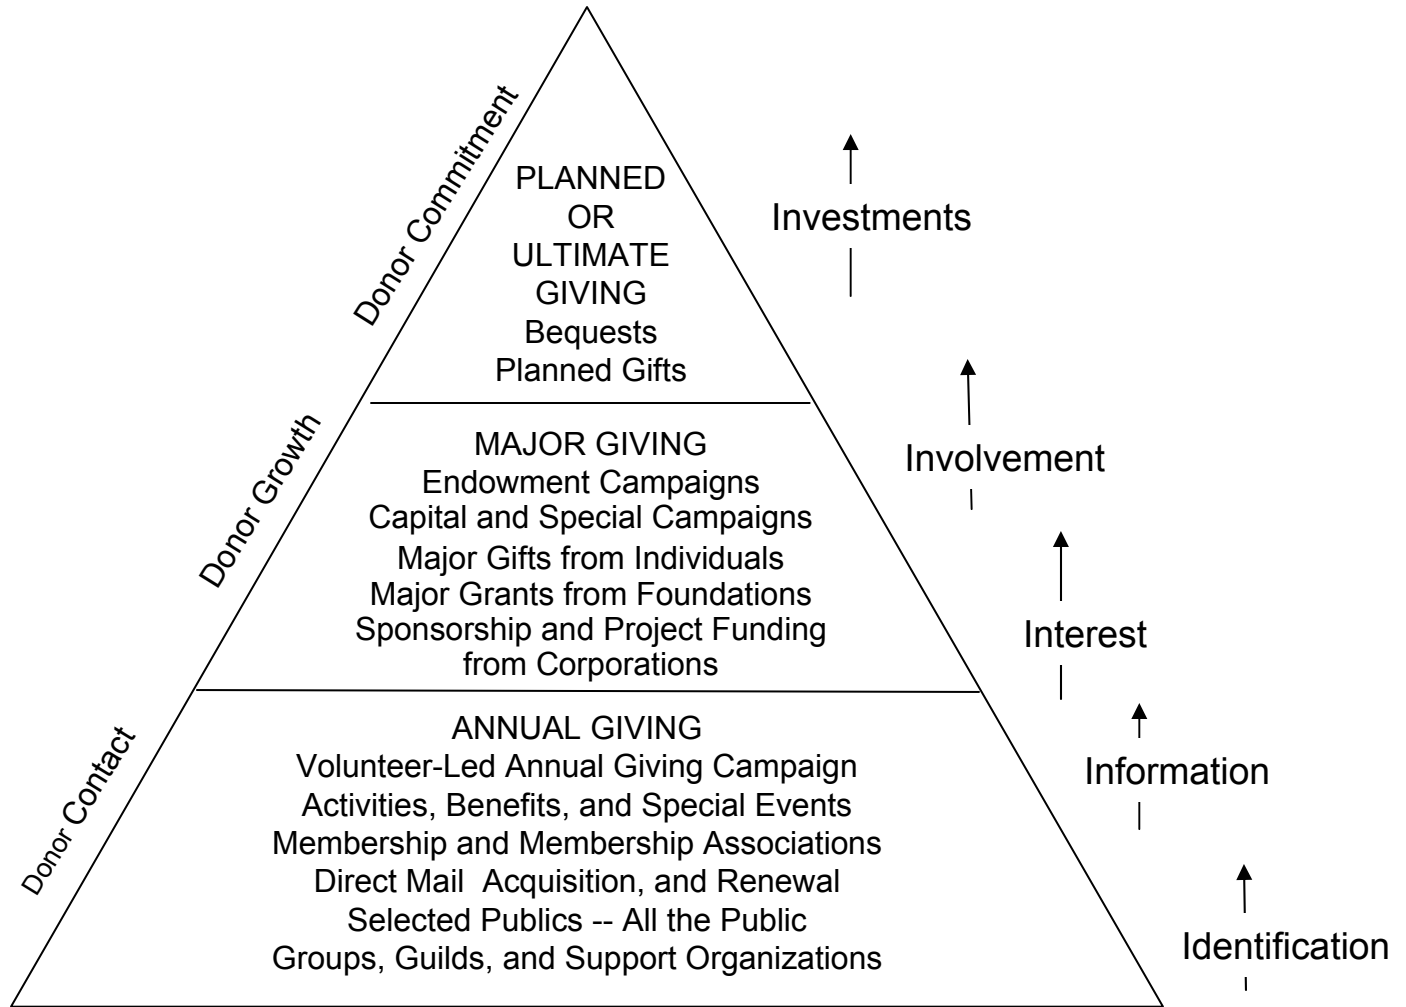 Donor Commitment
PLANNED
OR
ULTIMATE
GIVING
Bequests
Planned Gifts
Investments
Donor Growth
MAJOR GIVING
Endowment Campaigns
Capital and Special Campaigns
Major Gifts from Individuals
Major Grants from Foundations
Sponsorship and Project Funding
from Corporations
Involvement
Interest
Donor Contact
ANNUAL GIVING
Volunteer-Led Annual Giving Campaign
Activities, Benefits, and Special Events
Membership and Membership Associations
Direct Mail  Acquisition, and Renewal
Selected Publics -- All the Public
Groups, Guilds, and Support Organizations
Information
Identification